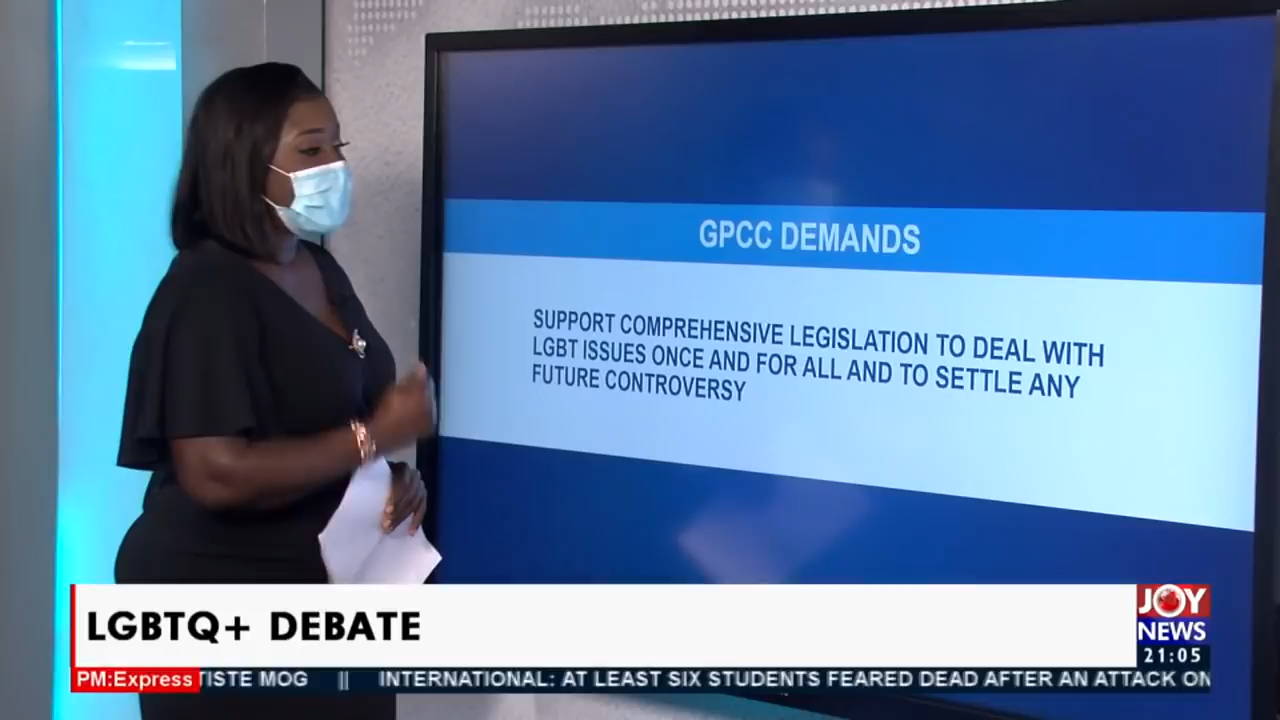 GPCC DEMANDS
SUPPORT COMPREHENSIVE LEGISLATION TO DEAL WITH
LGBT ISSUES ONCE AND FOR ALL AND TO SETTLE ANY
FUTURE CONTROVERSY
LGBTQ+ DEBATE
JOY
NEWS
21:05
PM:Express
TISTE MOG || INTERNATIONAL: AT LEAST SIX STUDENTS FEARED DEAD AFTER AN ATTACK ON